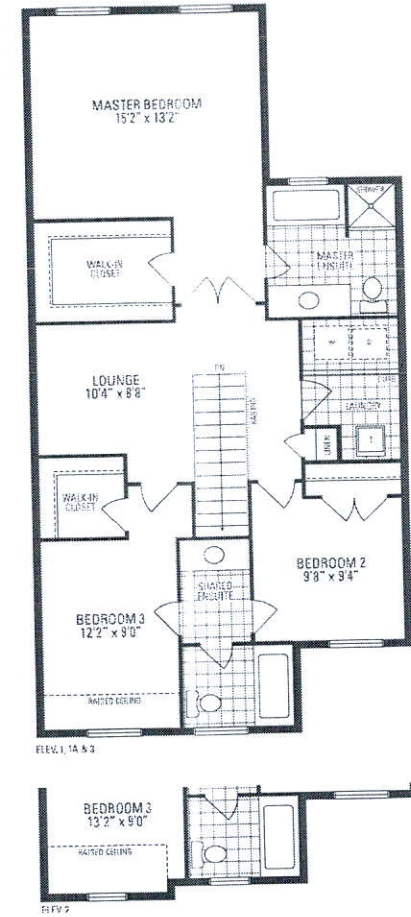 MASTER BEDROOM
15'2" x 13'2"
SHOWER
WALK-IN
CLOSET
MASTER
ENSUITE
W
D
LOUNGE
10'4" x 8'8"
DN
RAILING
LAUNDRY
LINEN
T
WALK-IN
CLOSET
BEDROOM 2
9'8" x 9'4"
SHARED
ENSUITE
BEDROOM 3
12'2" x 9'0"
RAISED CEILING
ELEV. 1, 1A & 3
BEDROOM 3
13'2" x 9'0"
RAISED CEILING
ELEV. 2